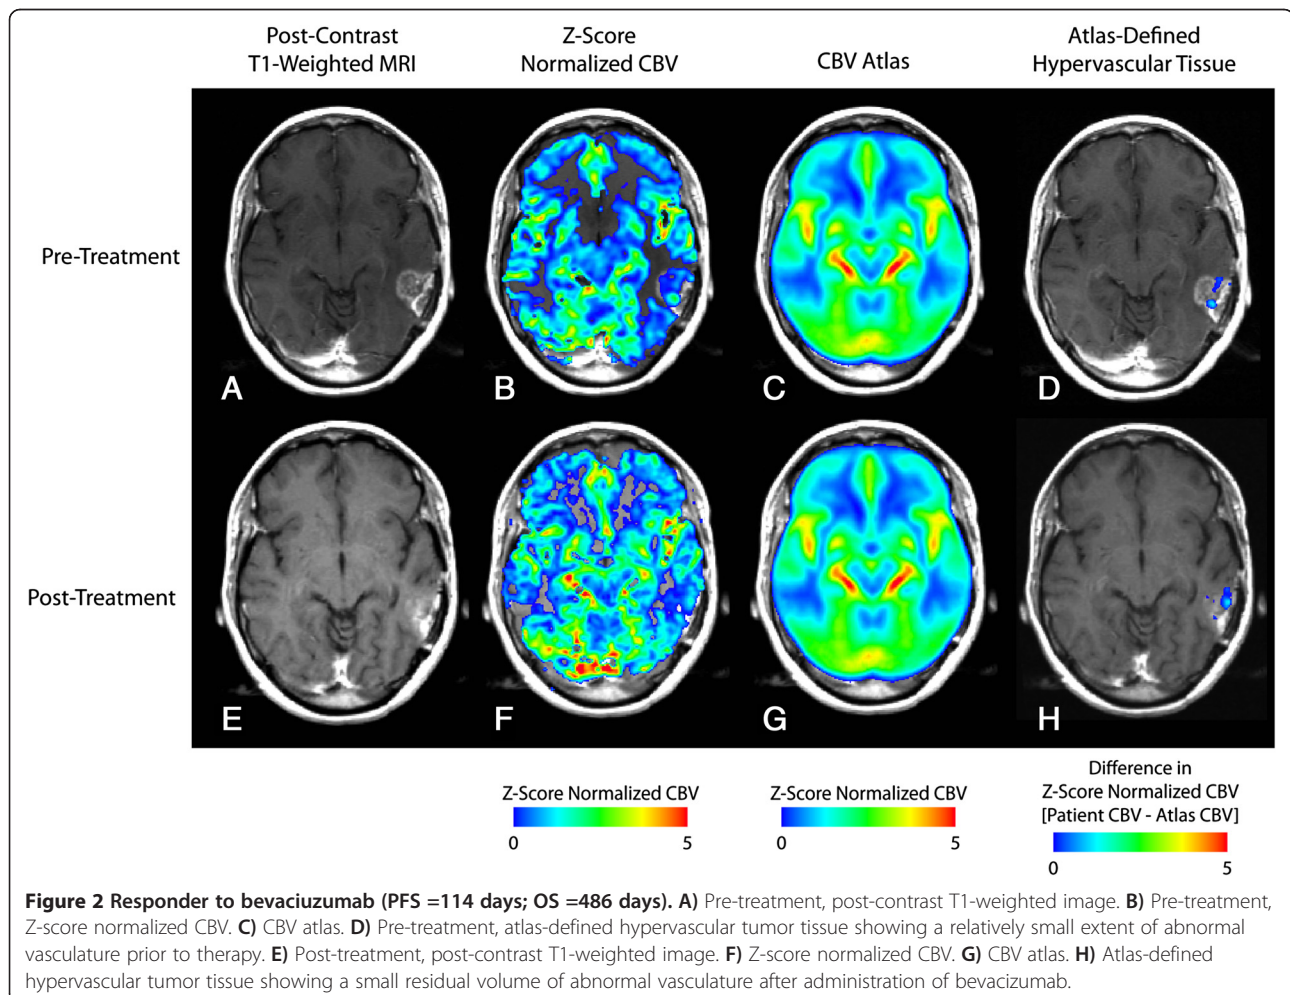 Post-Contrast
T1-Weighted MRI
Z-Score
Normalized CBV
CBV Atlas
Atlas-Defined
Hypervascular Tissue
Pre-Treatment
A
B
C
D
Post-Treatment
E
F
G
H
Z-Score Normalized CBV
0
5
Z-Score Normalized CBV
0
5
Difference in
Z-Score Normalized CBV
[Patient CBV - Atlas CBV]
0
5
Figure 2 Responder to bevaciuzumab (PFS =114 days; OS =486 days). A) Pre-treatment, post-contrast T1-weighted image. B) Pre-treatment,
Z-score normalized CBV. C) CBV atlas. D) Pre-treatment, atlas-defined hypervascular tumor tissue showing a relatively small extent of abnormal
vasculature prior to therapy. E) Post-treatment, post-contrast T1-weighted image. F) Z-score normalized CBV. G) CBV atlas. H) Atlas-defined
hypervascular tumor tissue showing a small residual volume of abnormal vasculature after administration of bevacizumab.